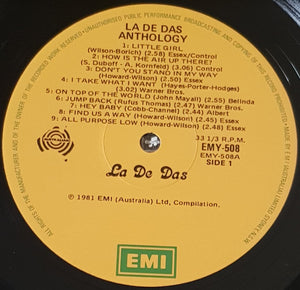 LA DE DAS
ANTHOLOGY
1. LITTLE GIRL
(Wilson-Borich) (2.58) Essex/Control
2. HOW IS THE AIR UP THERE?
(S. Duboff - A. Kornfeld) (2.53) Essex/Control
3. DON'T YOU STAND IN MY WAY
(Howard-Wilson) (2.48) Essex
4. I TAKE WHAT I WANT (Hayes-Porter-Hodges)
(3.02) Warner Bros.
5. ON TOP OF THE WORLD (John Mayall) (2.55) Belinda
6. JUMP BACK (Rufus Thomas) (2.47) Warner Bros.
7. HEY BABY (Cobb-Channel) (2.44) Albert
8. FIND US A WAY (Howard-Wilson) (2.45) Essex
9. ALL PURPOSE LOW (Howard-Wilson) (2.48) Essex
33 1/3 R.P.M.
EMY-508
EMY-508A
SIDE 1
La De Das
℗ 1981 EMI (Australia) Ltd, Compilation.
EMI